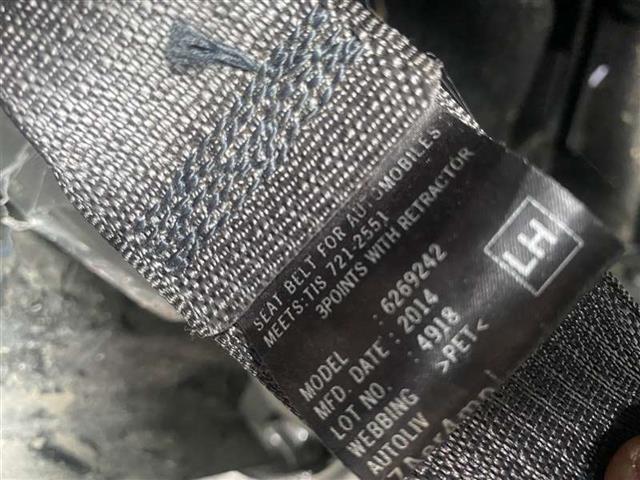 SEAT BELT FOR AUTOMOBILES
MEETS:TIS 721-2551
3POINTS WITH RETRACTOR
MODEL : 6269242
MFD. DATE : 2014
LOT NO. : 4918
WEBBING >PET<
AUTOLIV
LH